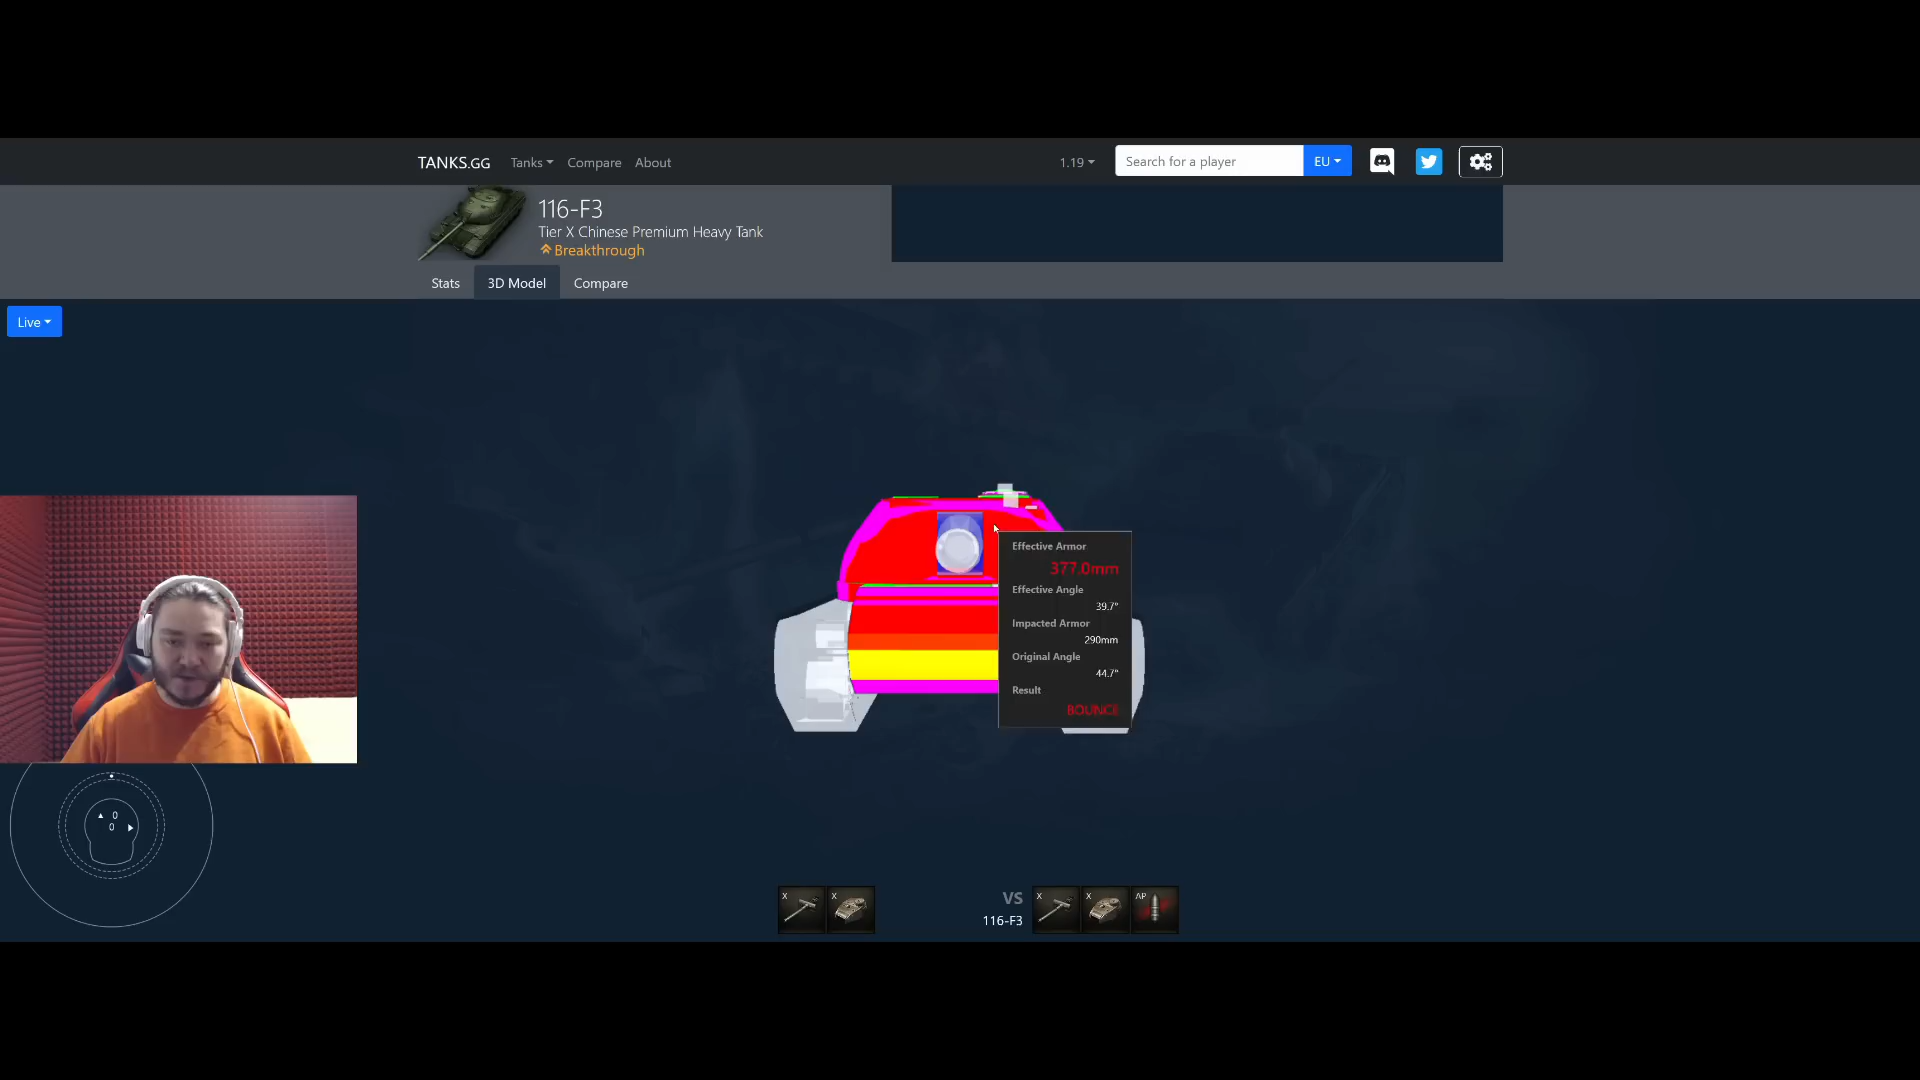 TANKS.GG
Tanks
Compare
About
1.19
Search for a player
EU
116-F3
Tier X Chinese Premium Heavy Tank
Breakthrough
Stats
3D Model
Compare
Live
Effective Armor
377.0mm
Effective Angle
39.7°
Impacted Armor
290mm
Original Angle
44.7°
Result
BOUNCE
0
0
X
X
VS
116-F3
X
X
AP